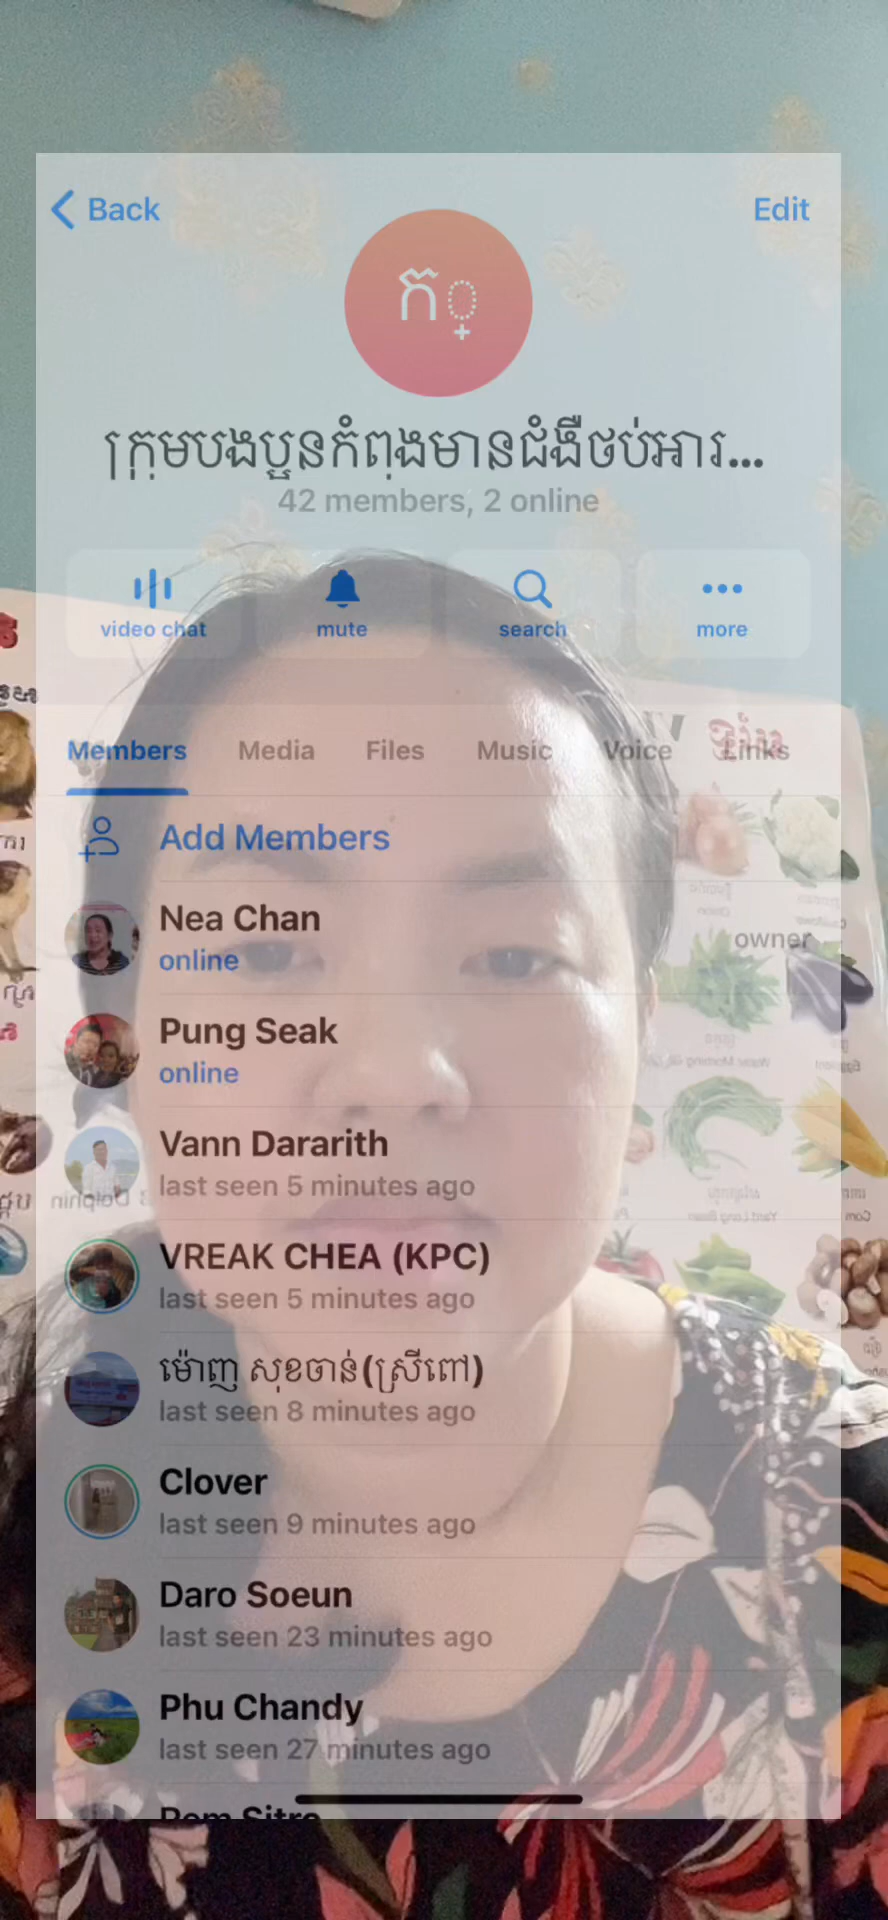 Back
Edit
ក្រុមបងប្អូនកំពុងមានជំងឺថប់អារ...
42 members, 2 online
video chat
mute
search
more
Members
Media
Files
Music
Voice
Links
Add Members
Nea Chan
owner
online
Pung Seak
online
Vann Dararith
last seen 5 minutes ago
VREAK CHEA (KPC)
last seen 5 minutes ago
ម៉ោញ សុខចាន់(ស្រីពៅ)
last seen 8 minutes ago
Clover
last seen 9 minutes ago
Daro Soeun
last seen 23 minutes ago
Phu Chandy
last seen 27 minutes ago